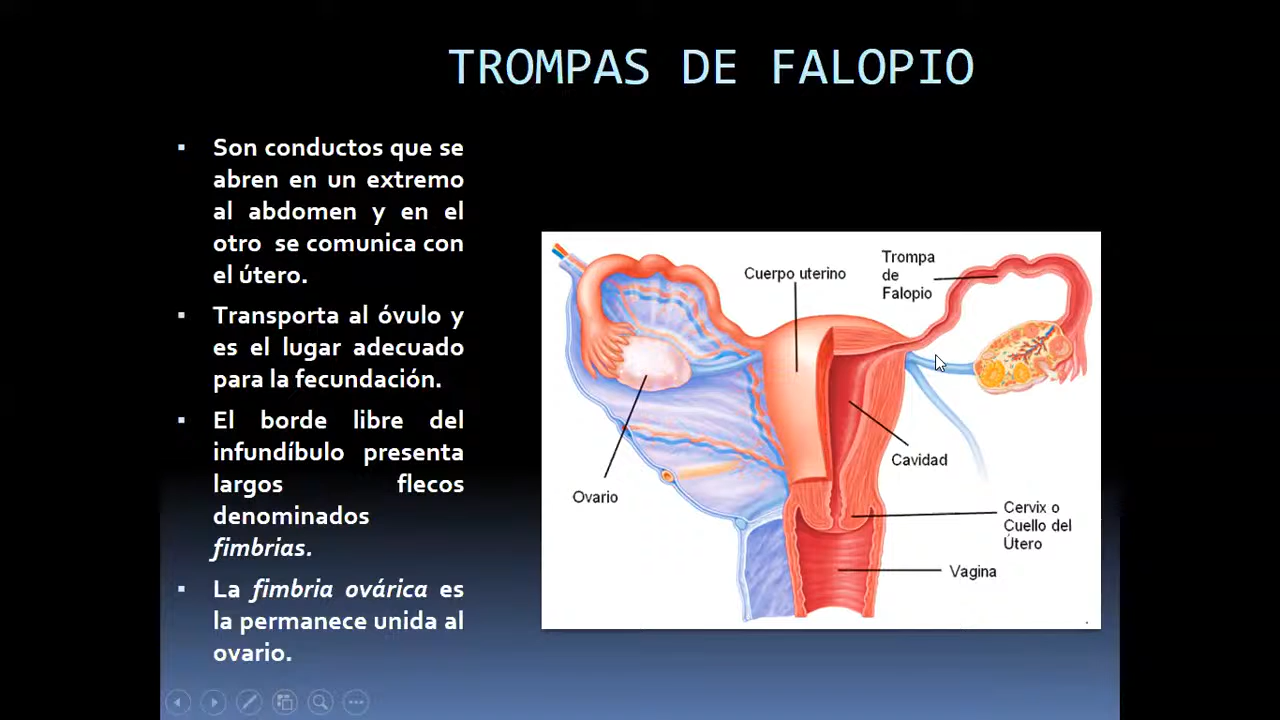 TROMPAS DE FALOPIO
▪ Son conductos que se
abren en un extremo
al abdomen y en el
otro se comunica con
el útero.
▪ Transporta al óvulo y
es el lugar adecuado
para la fecundación.
▪ El borde libre del
infundíbulo presenta
largos flecos
denominados
fimbrias.
▪ La fimbria ovárica es
la permanece unida al
ovario.
Cuerpo uterino
Trompa
de
Falopio
Ovario
Cavidad
Cervix o
Cuello del
Útero
Vagina